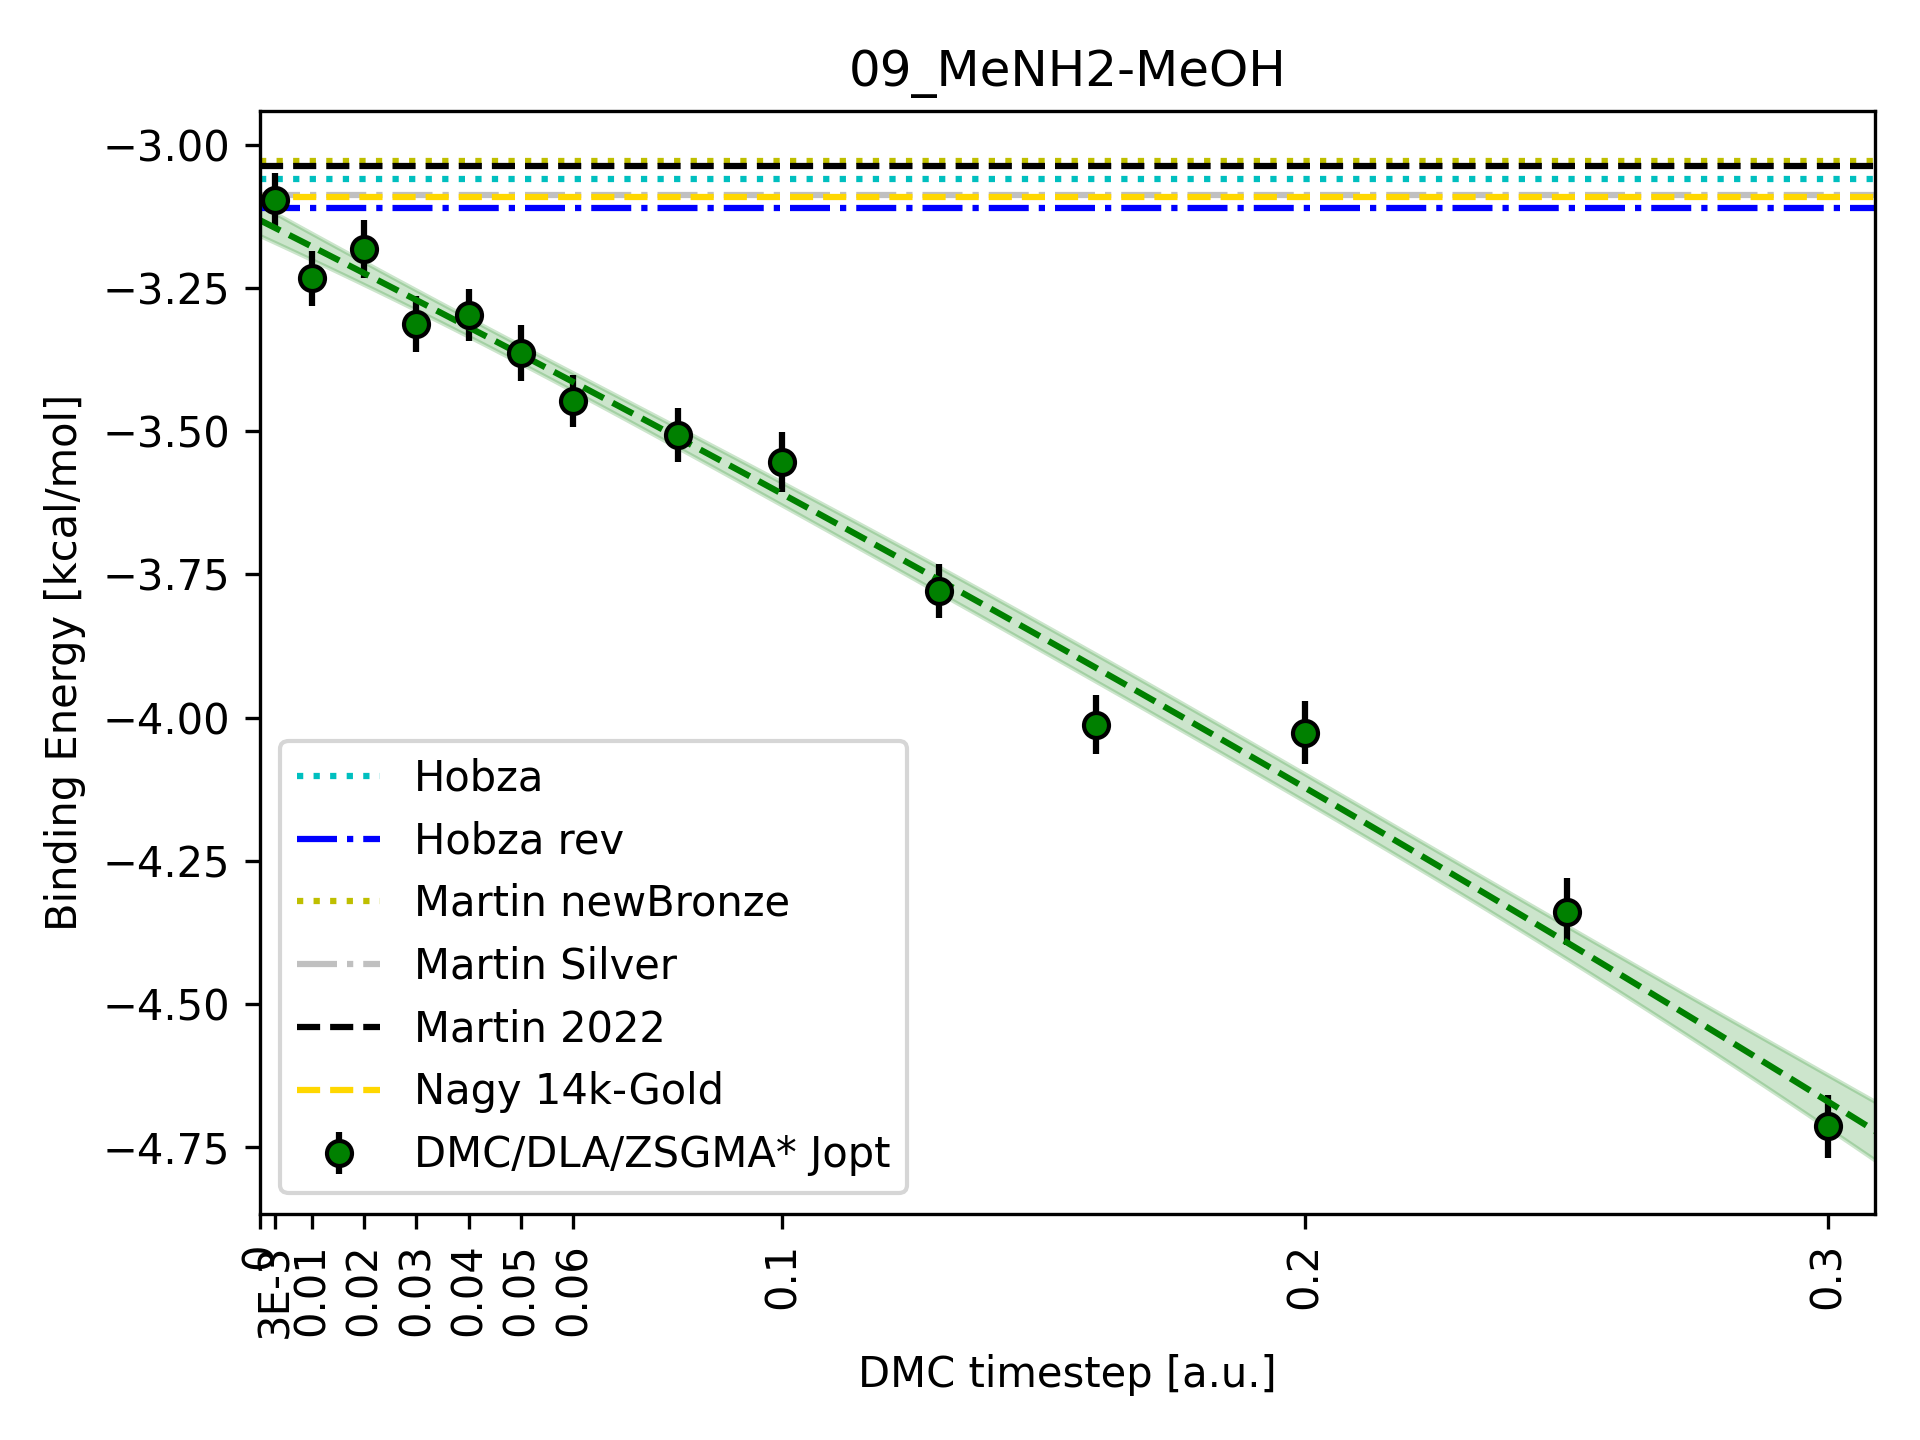 09_MeNH2-MeOH
Binding Energy [kcal/mol]
−3.00
−3.25
−3.50
−3.75
−4.00
−4.25
−4.50
−4.75
Hobza
Hobza rev
Martin newBronze
Martin Silver
Martin 2022
Nagy 14k-Gold
DMC/DLA/ZSGMA* Jopt
0
3E-3
0.01
0.02
0.03
0.04
0.05
0.06
0.1
0.2
0.3
DMC timestep [a.u.]